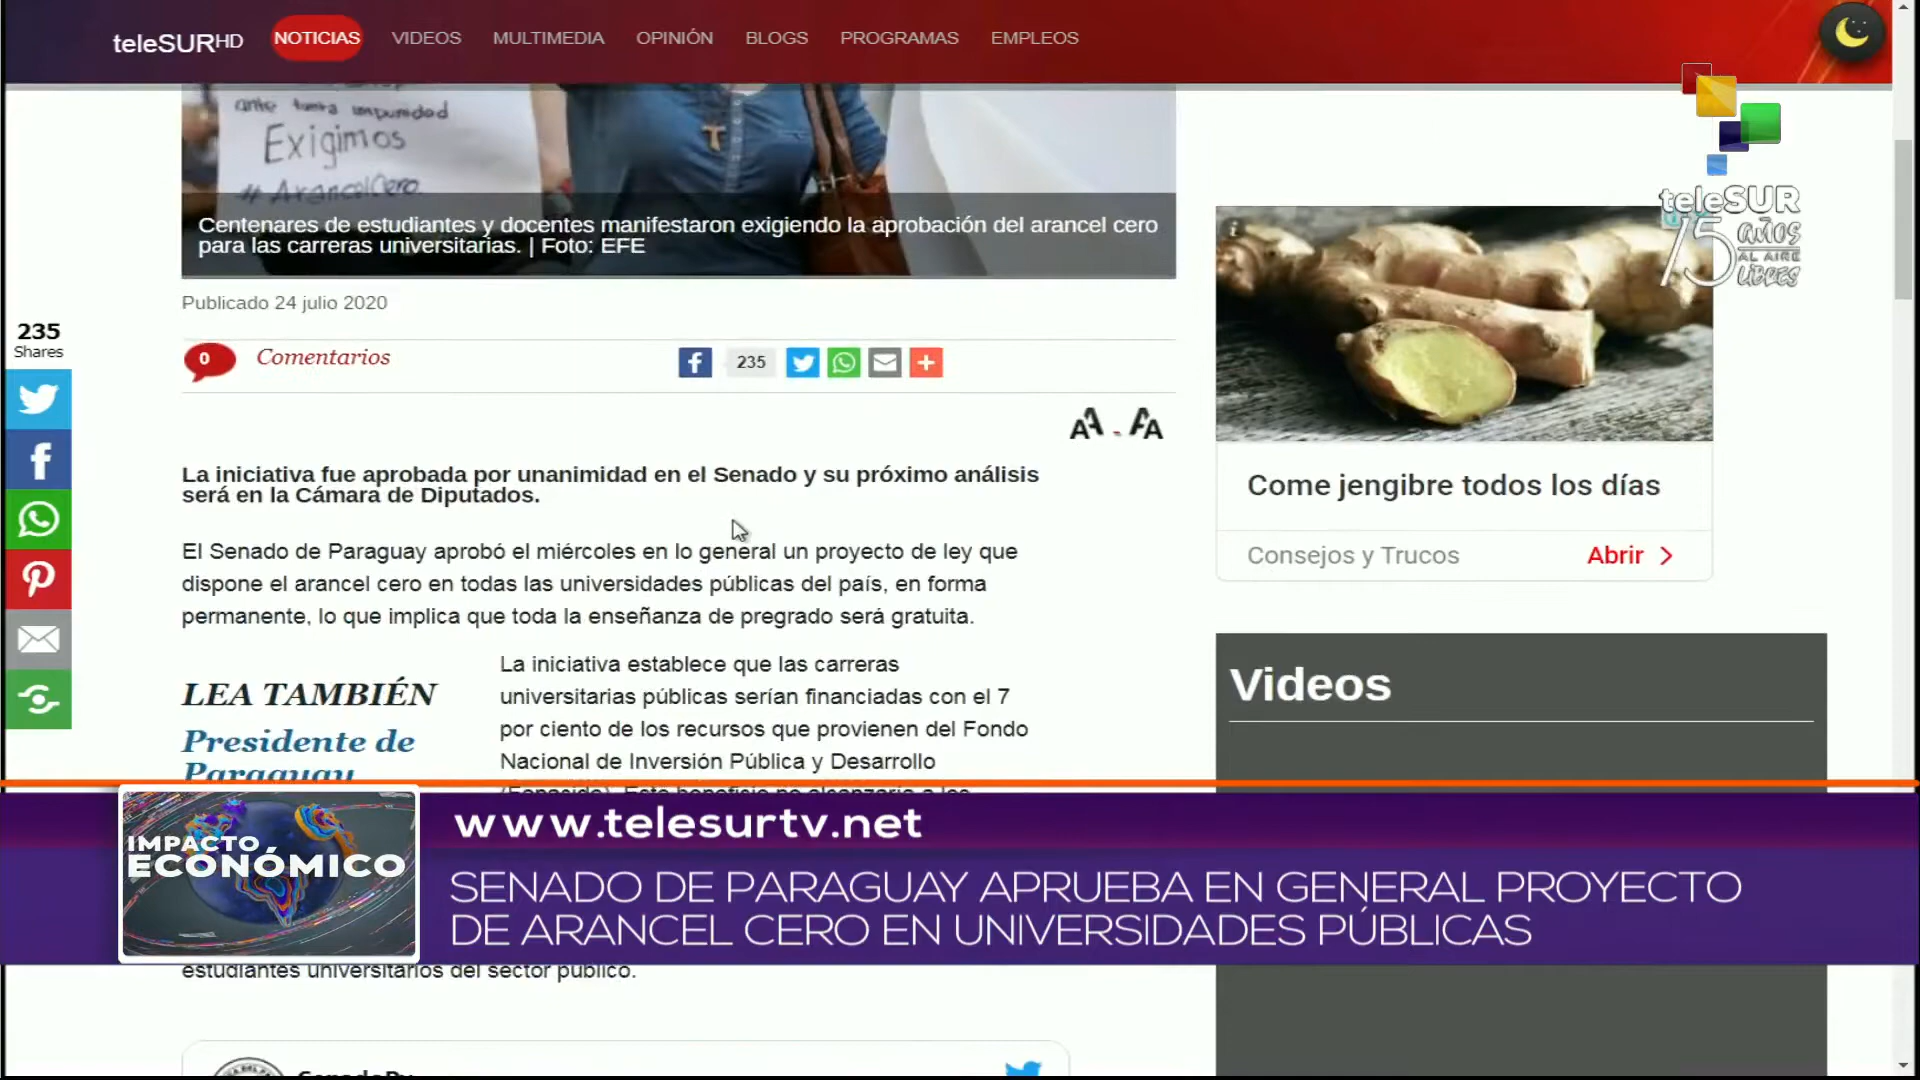 teleSURHD NOTICIAS VIDEOS MULTIMEDIA OPINIÓN BLOGS PROGRAMAS EMPLEOS
ante tanta impunidad
Exigimos
#ArancelCero
Centenares de estudiantes y docentes manifestaron exigiendo la aprobación del arancel cero
para las carreras universitarias. | Foto: EFE
teleSUR
15 años
AL AIRE
LIBRES
Publicado 24 julio 2020
235
Shares
0 Comentarios
235
AA - AA
La iniciativa fue aprobada por unanimidad en el Senado y su próximo análisis
será en la Cámara de Diputados.
El Senado de Paraguay aprobó el miércoles en lo general un proyecto de ley que
dispone el arancel cero en todas las universidades públicas del país, en forma
permanente, lo que implica que toda la enseñanza de pregrado será gratuita.
LEA TAMBIÉN
Presidente de
Paraguay
La iniciativa establece que las carreras
universitarias públicas serían financiadas con el 7
por ciento de los recursos que provienen del Fondo
Nacional de Inversión Pública y Desarrollo
Come jengibre todos los días
Consejos y Trucos Abrir
Videos
IMPACTO
ECONÓMICO
www.telesurtv.net
SENADO DE PARAGUAY APRUEBA EN GENERAL PROYECTO
DE ARANCEL CERO EN UNIVERSIDADES PÚBLICAS
estudiantes universitarios del sector público.